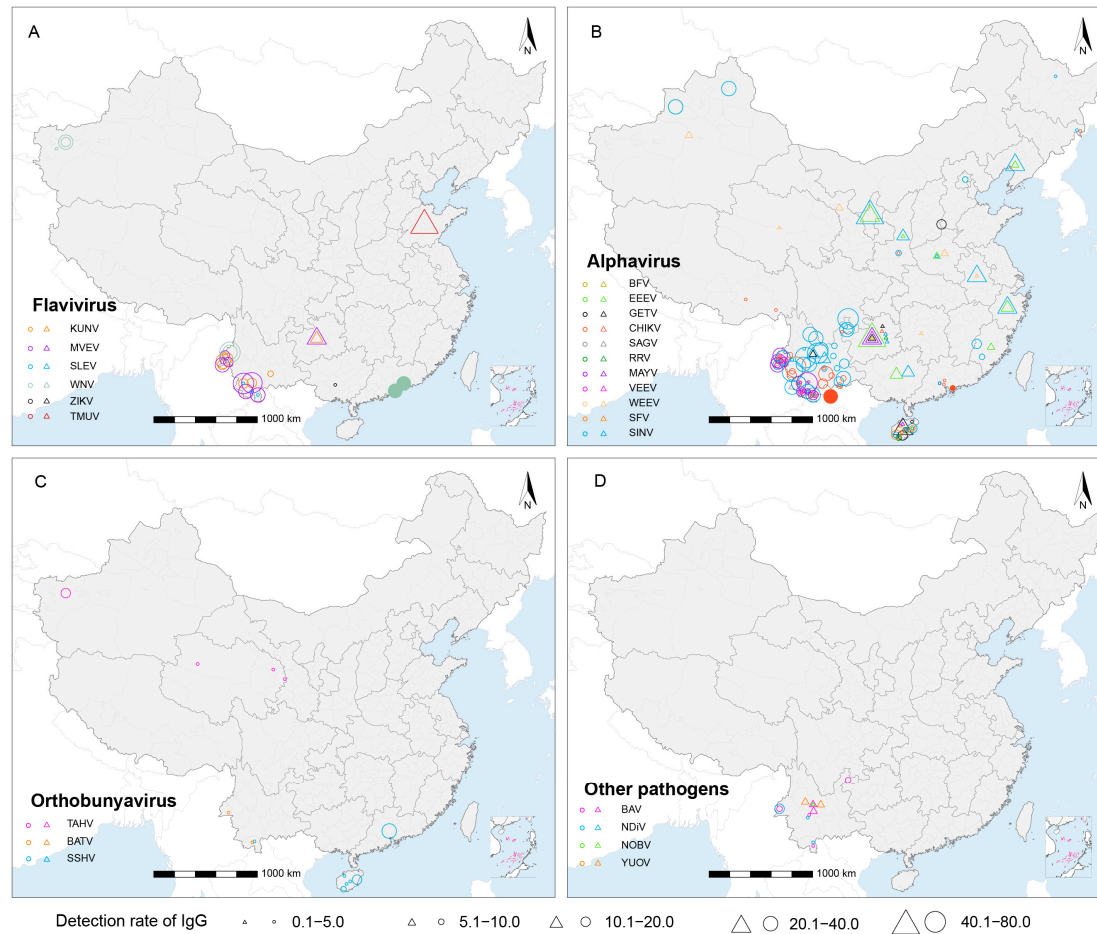 A
N
Flavivirus
KUNV
MVEV
SLEV
WNV
ZIKV
TMUV
1000 km
B
N
Alphavirus
BFV
EEEV
GETV
CHIKV
SAGV
RRV
MAYV
VEEV
WEEV
SFV
SINV
1000 km
C
N
Orthobunyavirus
TAHV
BATV
SSHV
1000 km
D
N
Other pathogens
BAV
NDiV
NOBV
YUOV
1000 km
Detection rate of IgG 0.1–5.0 5.1–10.0 10.1–20.0 20.1–40.0 40.1–80.0